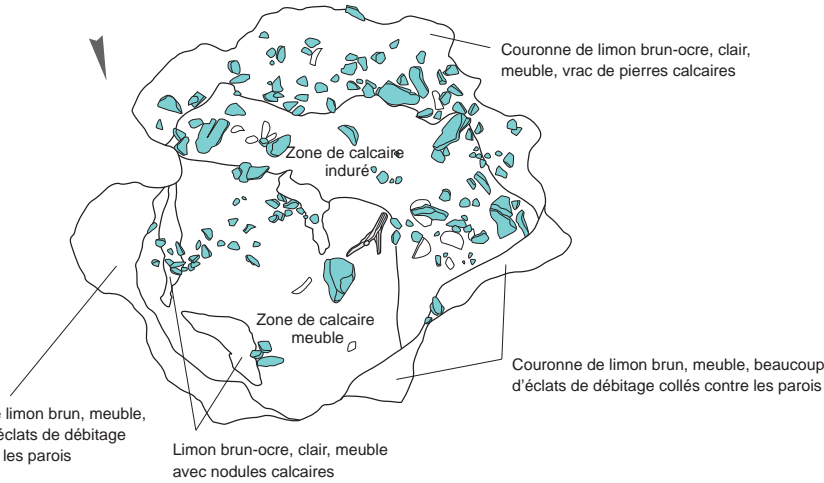 Couronne de limon brun-ocre, clair,
meuble, vrac de pierres calcaires
Zone de calcaire
induré
Zone de calcaire
meuble
Couronne de limon brun, meuble, beaucoup
d'éclats de débitage collés contre les parois
limon brun, meuble,
éclats de débitage
les parois
Limon brun-ocre, clair, meuble
avec nodules calcaires